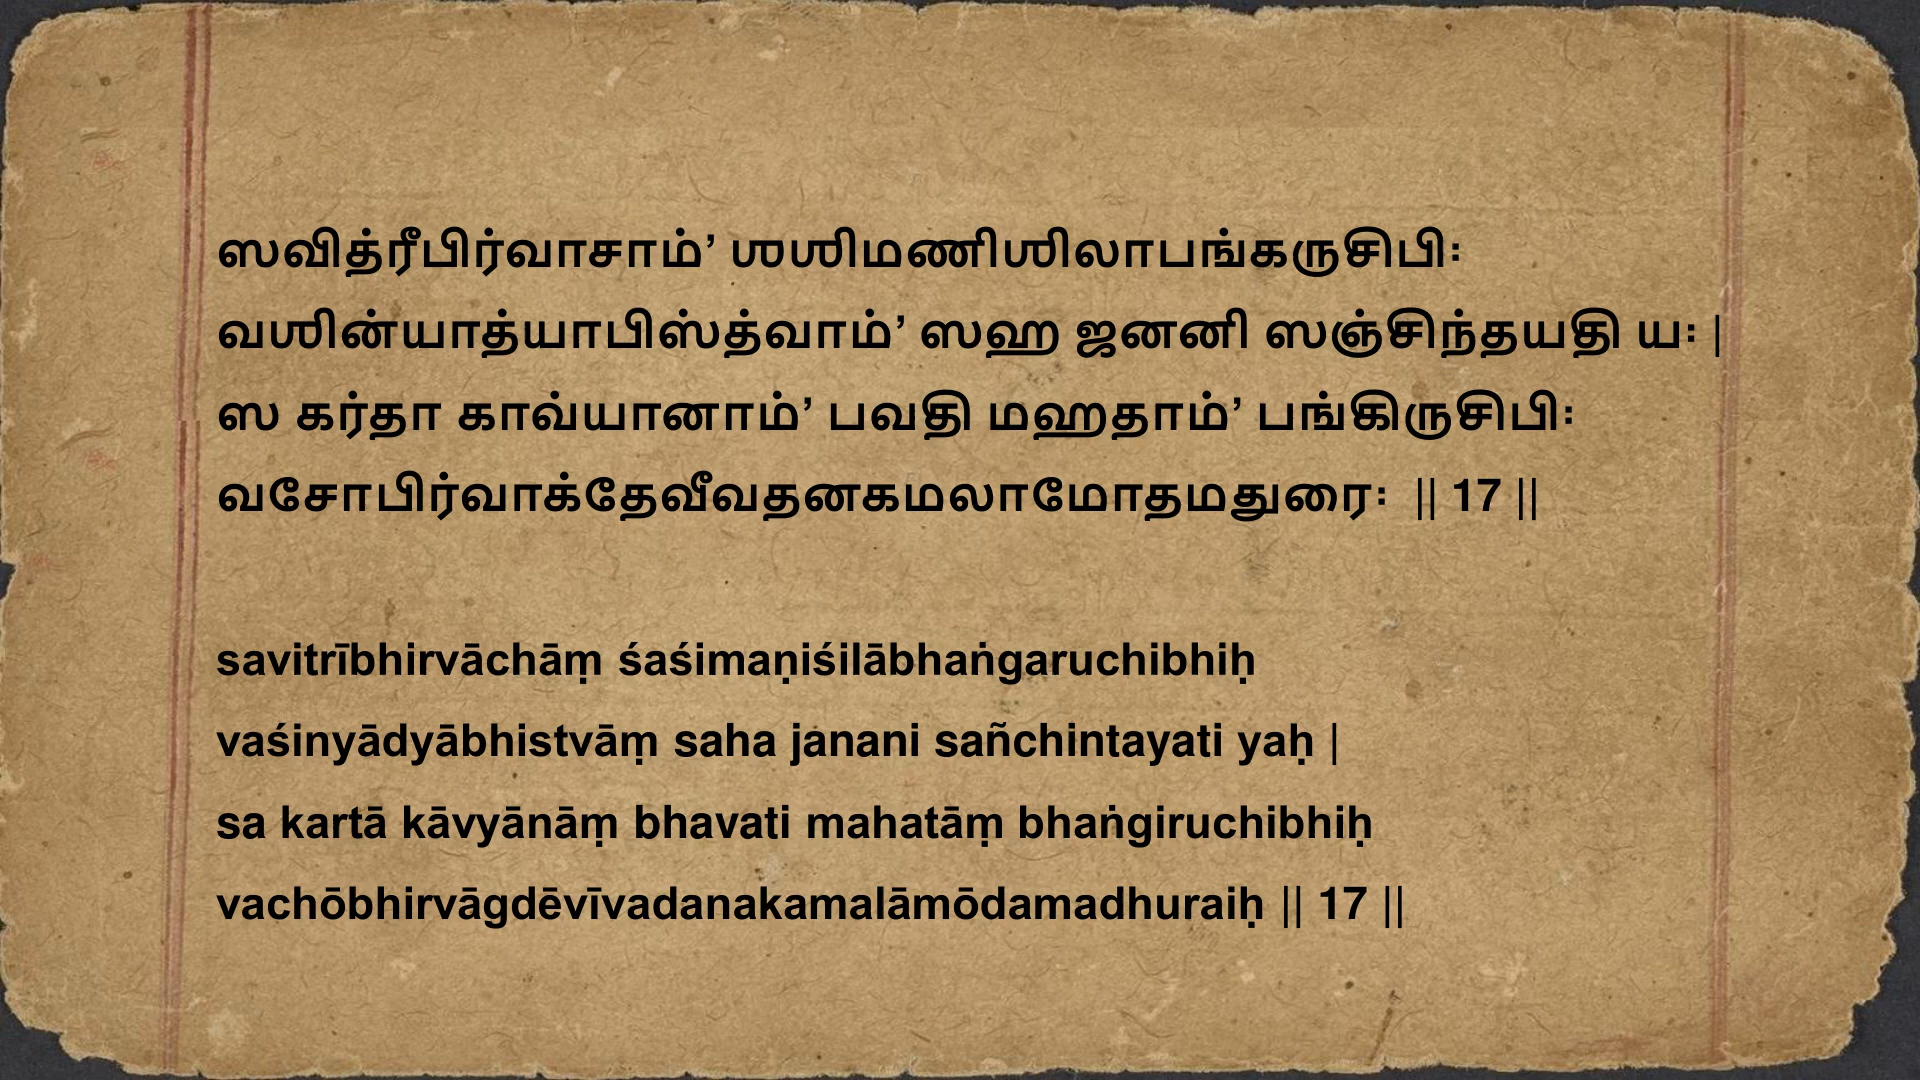 ஸவித்ரீபிர்வாசாம்ʼ ஶஶிமணிஶிலாபங்கருசிபி꞉
வஶின்யாத்யாபிஸ்த்வாம்ʼ ஸஹ ஜனனி ஸஞ்சிந்தயதி ய꞉ |
ஸ கர்தா காவ்யானாம்ʼ பவதி மஹதாம்ʼ பங்கிருசிபி꞉
வசோபிர்வாக்தேவீவதனகமலாமோதமதுரை꞉ || 17 ||
savitrībhirvāchāṃ śaśimaṇiśilābhaṅgaruchibhiḥ
vaśinyādyābhistvāṃ saha janani sañchintayati yaḥ |
sa kartā kāvyānāṃ bhavati mahatāṃ bhaṅgiruchibhiḥ
vachōbhirvāgdēvīvadanakamalāmōdamadhuraiḥ || 17 ||